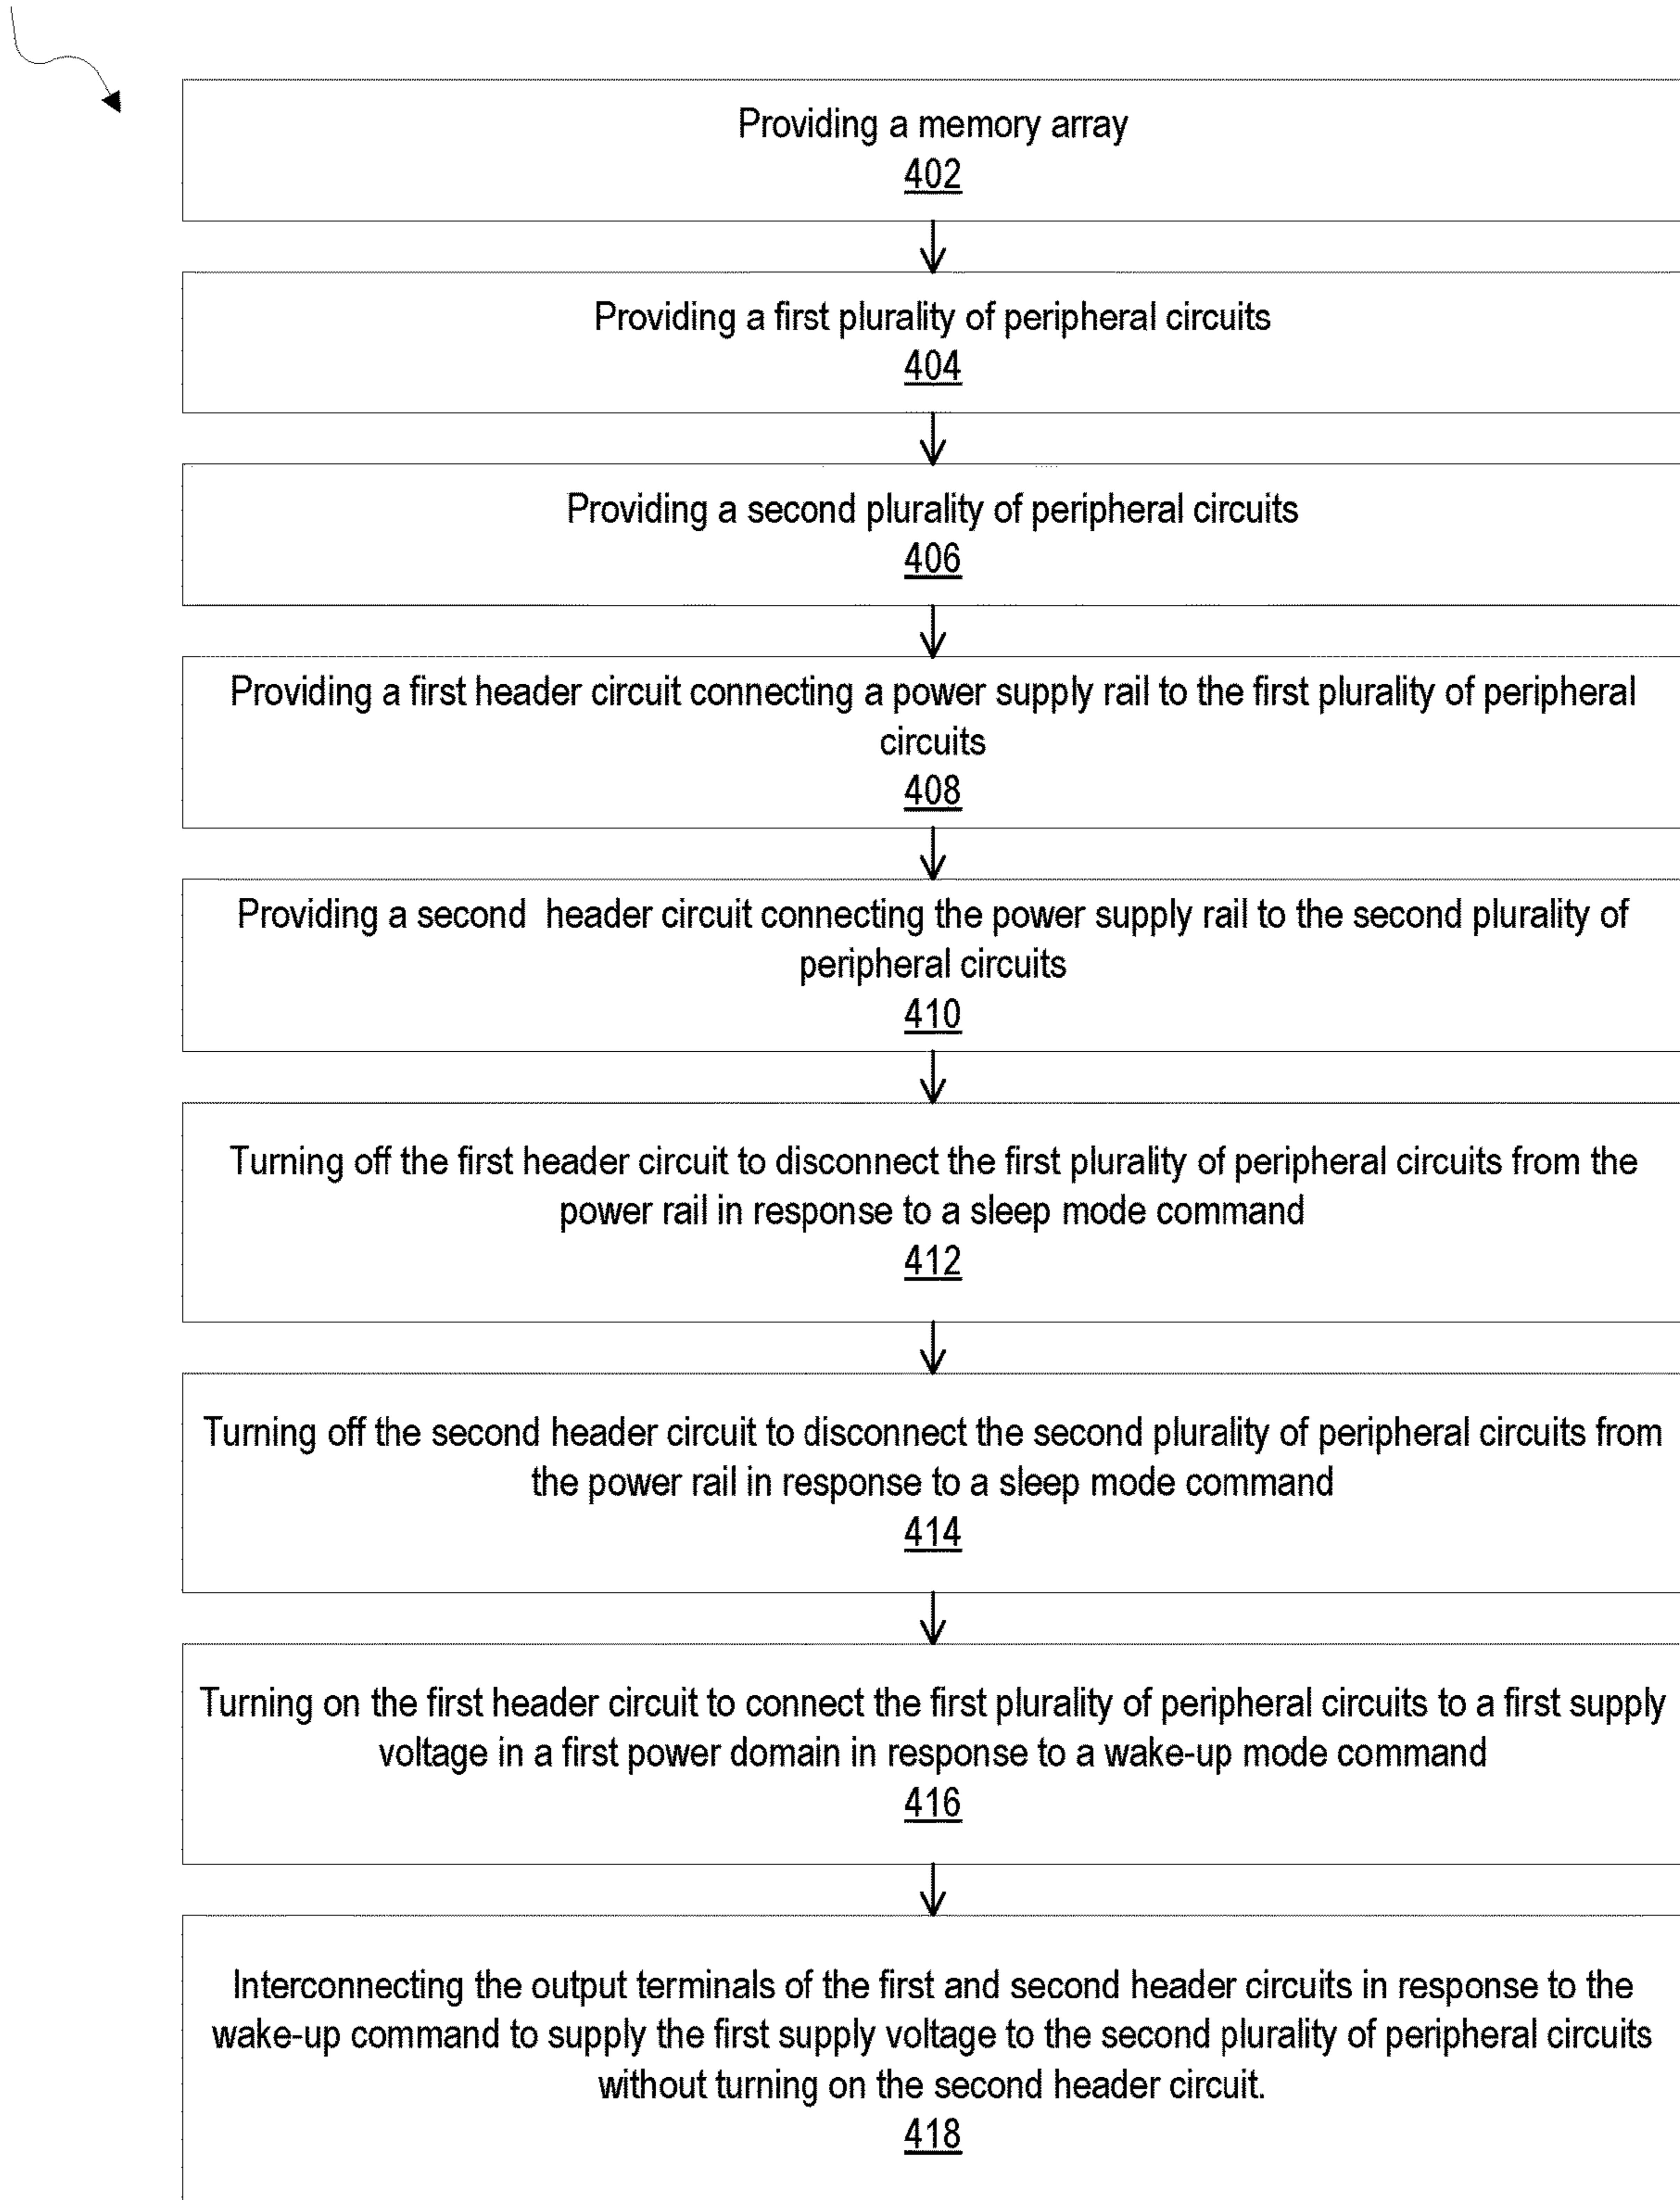 Providing a memory array
402
Providing a first plurality of peripheral circuits
404
Providing a second plurality of peripheral circuits
406
Providing a first header circuit connecting a power supply rail to the first plurality of peripheral
circuits
408
Providing a second  header circuit connecting the power supply rail to the second plurality of
peripheral circuits
410
Turning off the first header circuit to disconnect the first plurality of peripheral circuits from the
power rail in response to a sleep mode command
412
Turning off the second header circuit to disconnect the second plurality of peripheral circuits from
the power rail in response to a sleep mode command
414
Turning on the first header circuit to connect the first plurality of peripheral circuits to a first supply
voltage in a first power domain in response to a wake-up mode command
416
Interconnecting the output terminals of the first and second header circuits in response to the
wake-up command to supply the first supply voltage to the second plurality of peripheral circuits
without turning on the second header circuit.
418